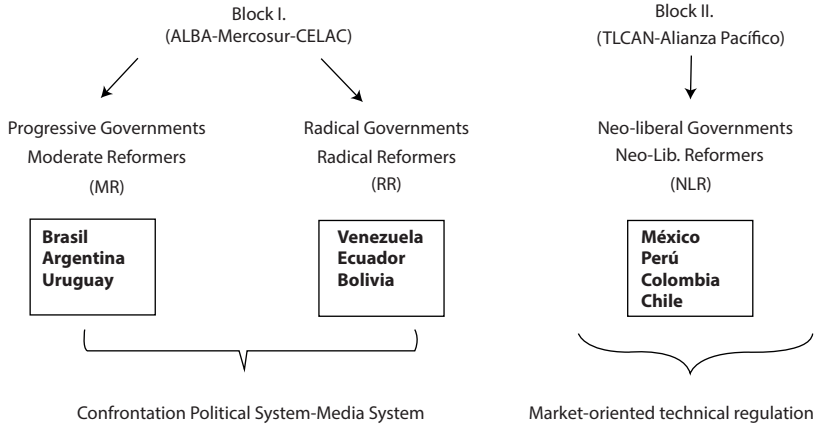 Block I.
(ALBA-Mercosur-CELAC)
Block II.
(TLCAN-Alianza Pacífico)
Progressive Governments
Moderate Reformers
(MR)
Radical Governments
Radical Reformers
(RR)
Neo-liberal Governments
Neo-Lib. Reformers
(NLR)
Brasil
Argentina
Uruguay
Venezuela
Ecuador
Bolivia
México
Perú
Colombia
Chile
Confrontation Political System-Media System
Market-oriented technical regulation